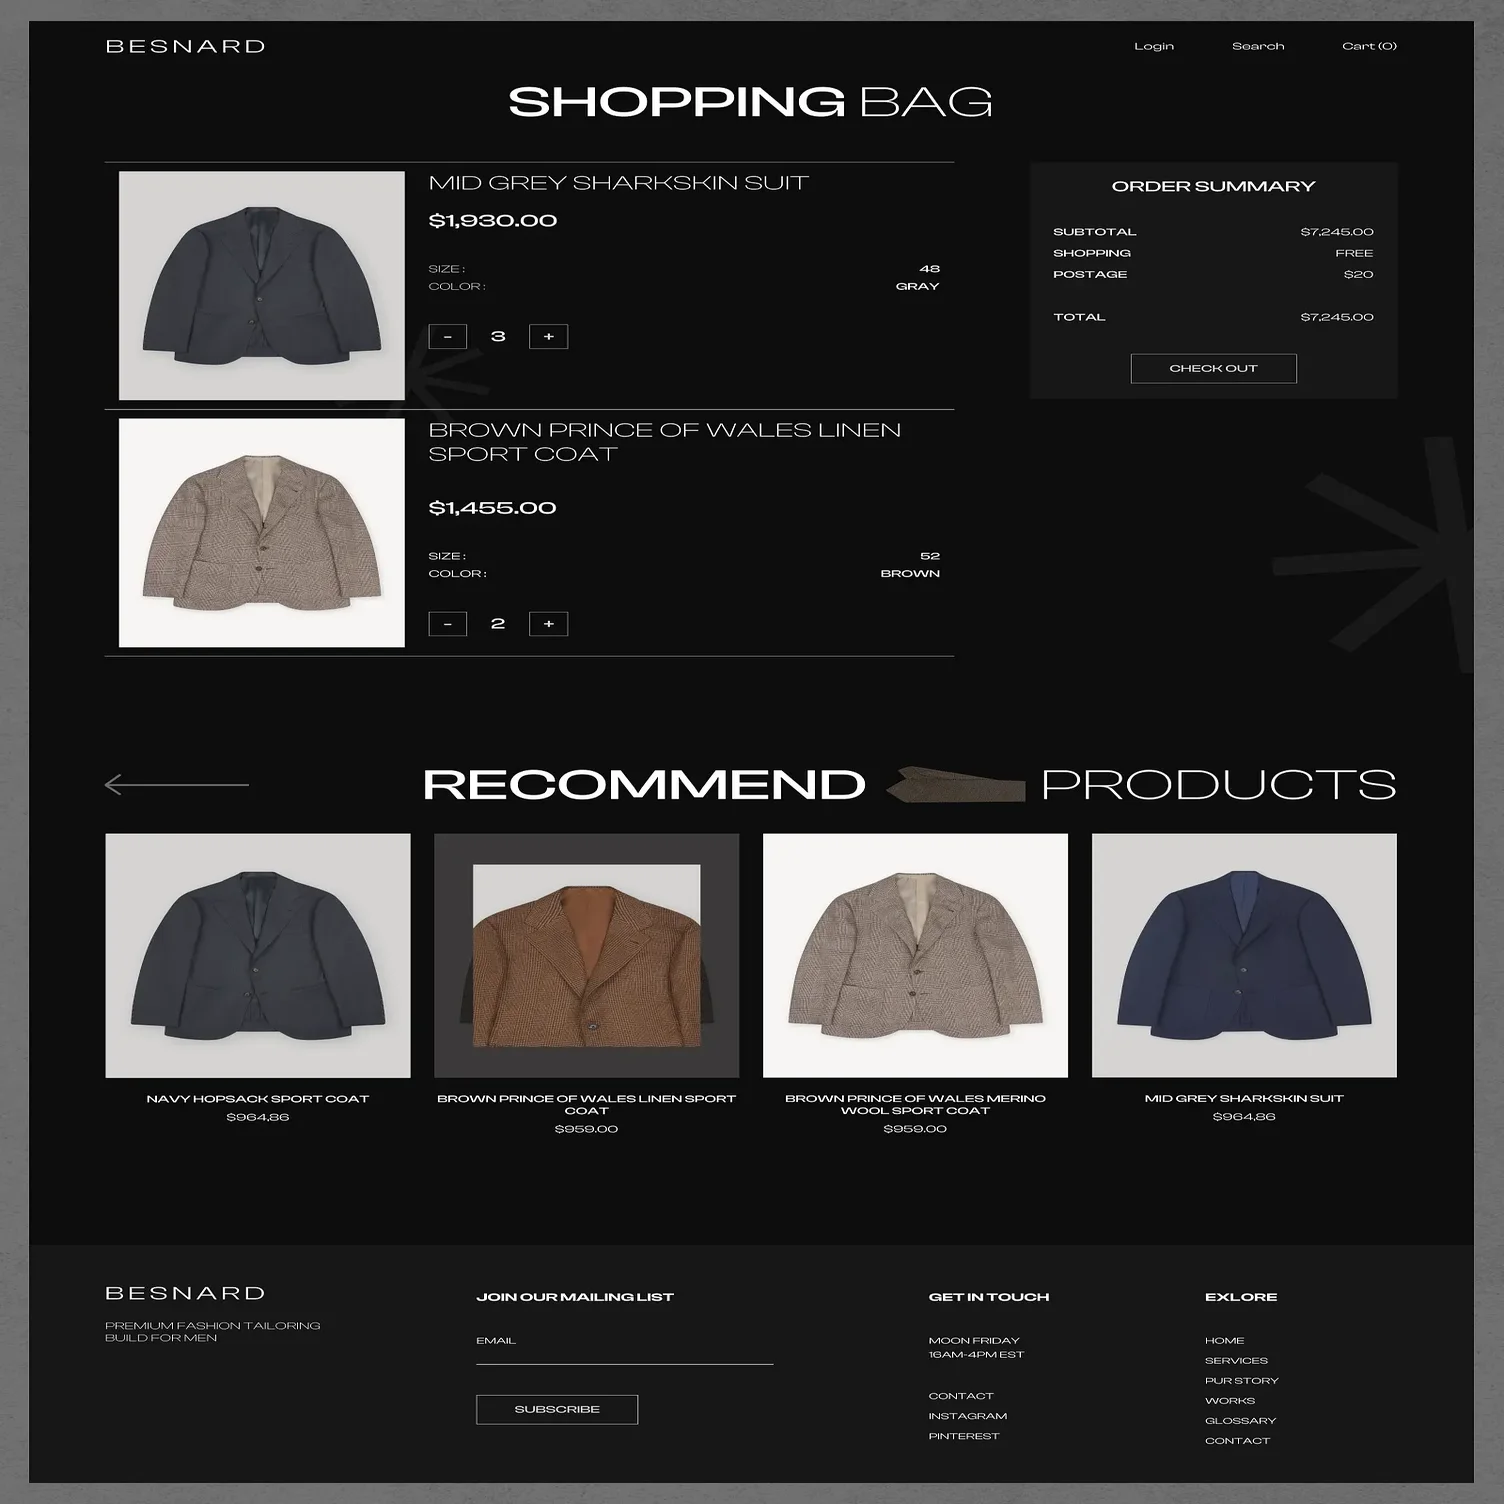 BESNARD
Login Search Cart (0)
SHOPPING BAG
MID GREY SHARKSKIN SUIT
$1,930.00
SIZE : 48
COLOR : GRAY
- 3 +
BROWN PRINCE OF WALES LINEN
SPORT COAT
$1,455.00
SIZE : 52
COLOR : BROWN
- 2 +
ORDER SUMMARY
SUBTOTAL $7,245.00
SHOPPING FREE
POSTAGE $20
TOTAL $7,245.00
CHECK OUT
RECOMMEND PRODUCTS
NAVY HOPSACK SPORT COAT
$964,86
BROWN PRINCE OF WALES LINEN SPORT
COAT
$959.00
BROWN PRINCE OF WALES MERINO
WOOL SPORT COAT
$959.00
MID GREY SHARKSKIN SUIT
$964,86
BESNARD
PREMIUM FASHION TAILORING
BUILD FOR MEN
JOIN OUR MAILING LIST
EMAIL
SUBSCRIBE
GET IN TOUCH
MOON FRIDAY
16AM-4PM EST
CONTACT
INSTAGRAM
PINTEREST
EXLORE
HOME
SERVICES
PUR STORY
WORKS
GLOSSARY
CONTACT